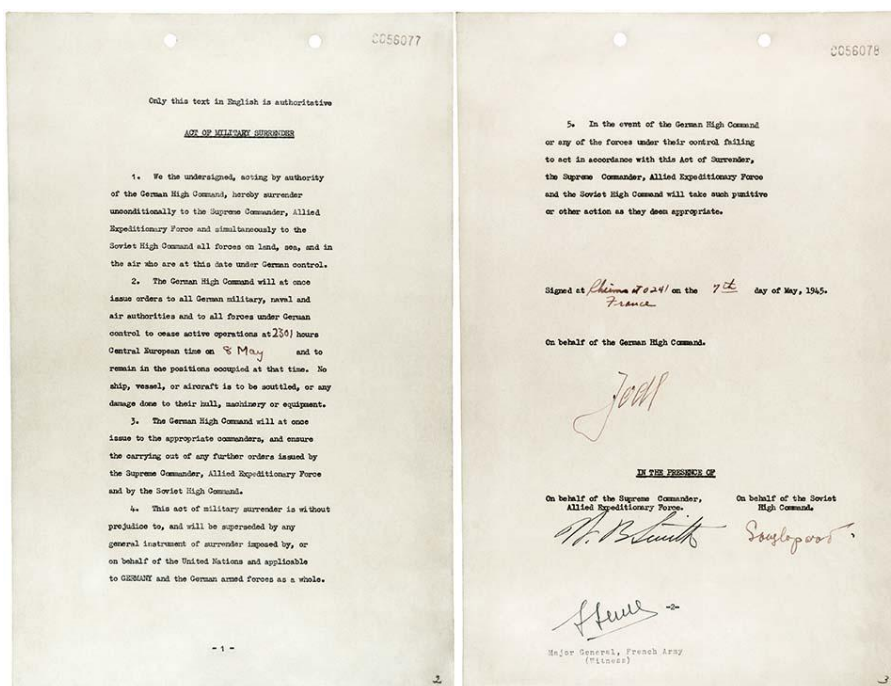 CC56077
Only this text in English is authoritative
ACT OF MILITARY SURRENDER
1. We the undersigned, acting by authority
of the German High Command, hereby surrender
unconditionally to the Supreme Commander, Allied
Expeditionary Force and simultaneously to the
Soviet High Command all forces on land, sea, and in
the air who are at this date under German control.
2. The German High Command will at once
issue orders to all German military, naval and
air authorities and to all forces under German
control to cease active operations at 2301 hours
Central European time on 8 May and to
remain in the positions occupied at that time. No
ship, vessel, or aircraft is to be scuttled, or any
damage done to their hull, machinery or equipment.
3. The German High Command will at once
issue to the appropriate commanders, and ensure
the carrying out of any further orders issued by
the Supreme Commander, Allied Expeditionary Force
and by the Soviet High Command.
4. This act of military surrender is without
prejudice to, and will be superseded by any
general instrument of surrender imposed by, or
on behalf of the United Nations and applicable
to GERMANY and the German armed forces as a whole.
- 1 -
2
CC56078
5. In the event of the German High Command
or any of the forces under their control failing
to act in accordance with this Act of Surrender,
the Supreme Commander, Allied Expeditionary Force
and the Soviet High Command will take such punitive
or other action as they deem appropriate.
Signed at Rheims at 0241 on the 7th day of May, 1945.
France
On behalf of the German High Command.
Jodl
IN THE PRESENCE OF
On behalf of the Supreme Commander,
Allied Expeditionary Force.
W. B. Smith
On behalf of the Soviet
High Command.
-2-
Major General, French Army
(Witness)
3